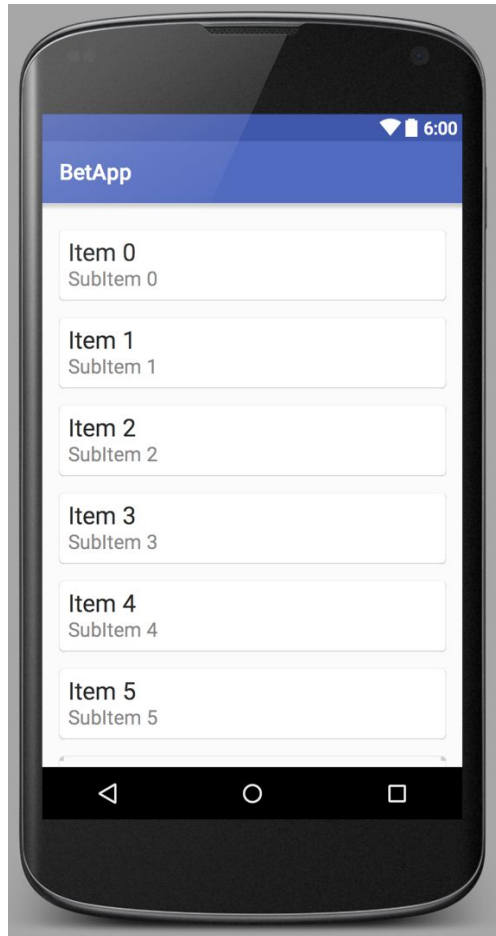 6:00
BetApp
Item 0
SubItem 0
Item 1
SubItem 1
Item 2
SubItem 2
Item 3
SubItem 3
Item 4
SubItem 4
Item 5
SubItem 5